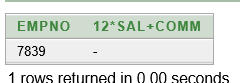 EMPNO 12*SAL+COMM
7839 -
1 rows returned in 0.00 seconds